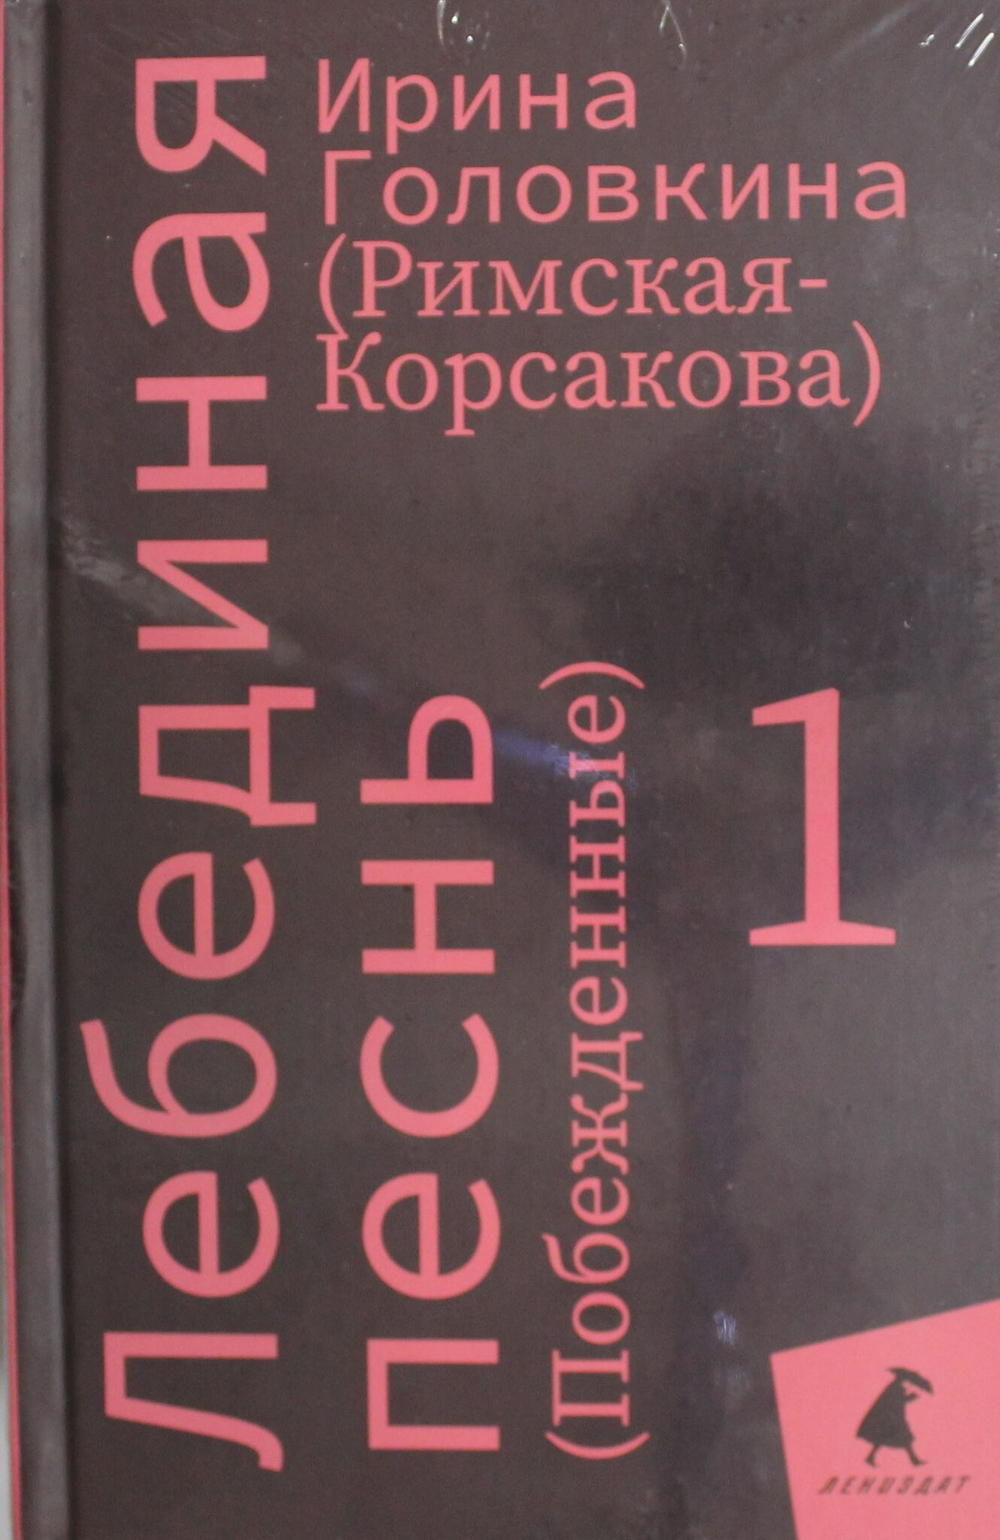 Ирина
Головкина
(Римская-
Корсакова)
Лебединая
песнь
(Побежденные)
1
ЛЕНИЗДАТ